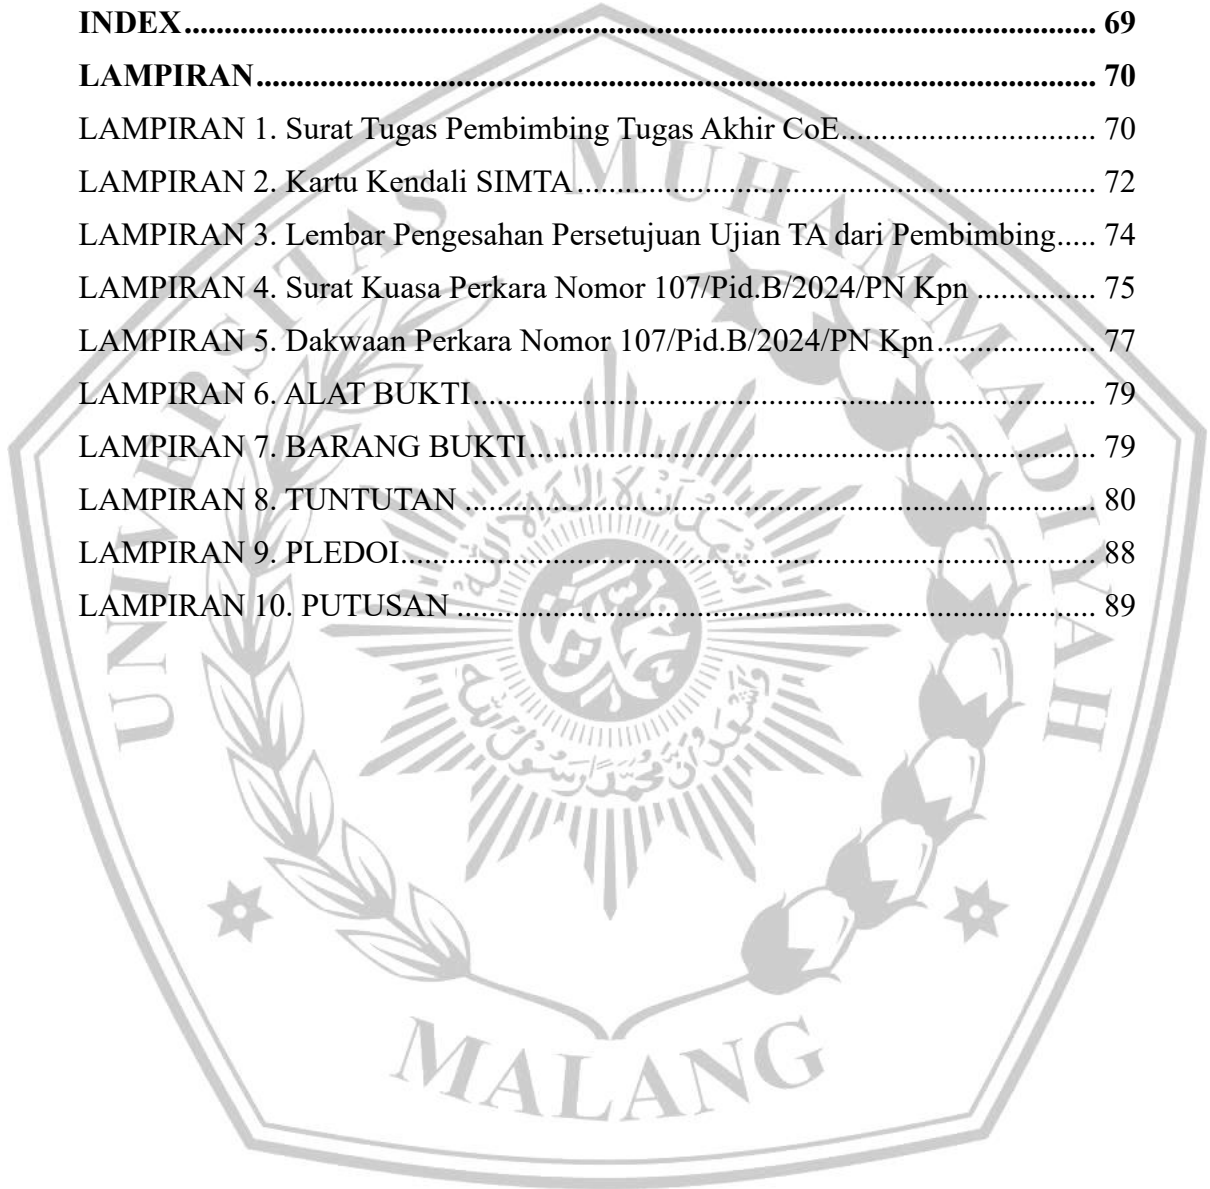 INDEX.......... 69
LAMPIRAN.......... 70
LAMPIRAN 1. Surat Tugas Pembimbing Tugas Akhir CoE.......... 70
LAMPIRAN 2. Kartu Kendali SIMTA.......... 72
LAMPIRAN 3. Lembar Pengesahan Persetujuan Ujian TA dari Pembimbing..... 74
LAMPIRAN 4. Surat Kuasa Perkara Nomor 107/Pid.B/2024/PN Kpn .......... 75
LAMPIRAN 5. Dakwaan Perkara Nomor 107/Pid.B/2024/PN Kpn.......... 77
LAMPIRAN 6. ALAT BUKTI.......... 79
LAMPIRAN 7. BARANG BUKTI.......... 79
LAMPIRAN 8. TUNTUTAN .......... 80
LAMPIRAN 9. PLEDOI.......... 88
LAMPIRAN 10. PUTUSAN .......... 89
UNIVERSITAS MUHAMMADIYAH
MALANG